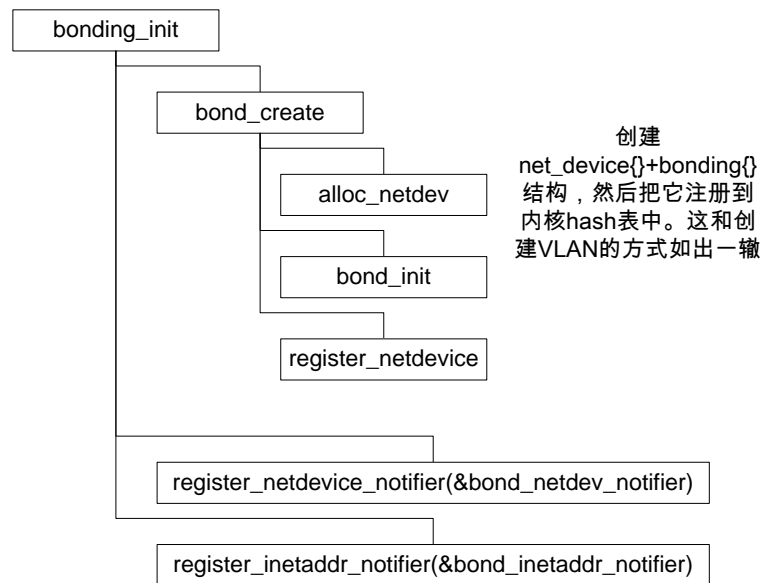 bonding_init
bond_create
alloc_netdev
bond_init
register_netdevice
创建
net_device{}+bonding{}
结构，然后把它注册到
内核hash表中。这和创
建VLAN的方式如出一辙
register_netdevice_notifier(&bond_netdev_notifier)
register_inetaddr_notifier(&bond_inetaddr_notifier)